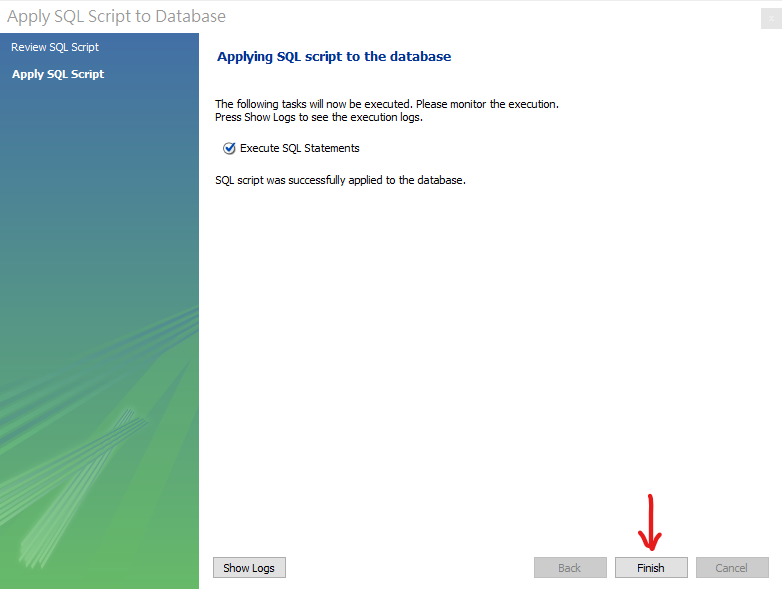 Apply SQL Script to Database
Review SQL Script
Apply SQL Script
Applying SQL script to the database
The following tasks will now be executed. Please monitor the execution.
Press Show Logs to see the execution logs.
Execute SQL Statements
SQL script was successfully applied to the database.
Show Logs
Back
Finish
Cancel